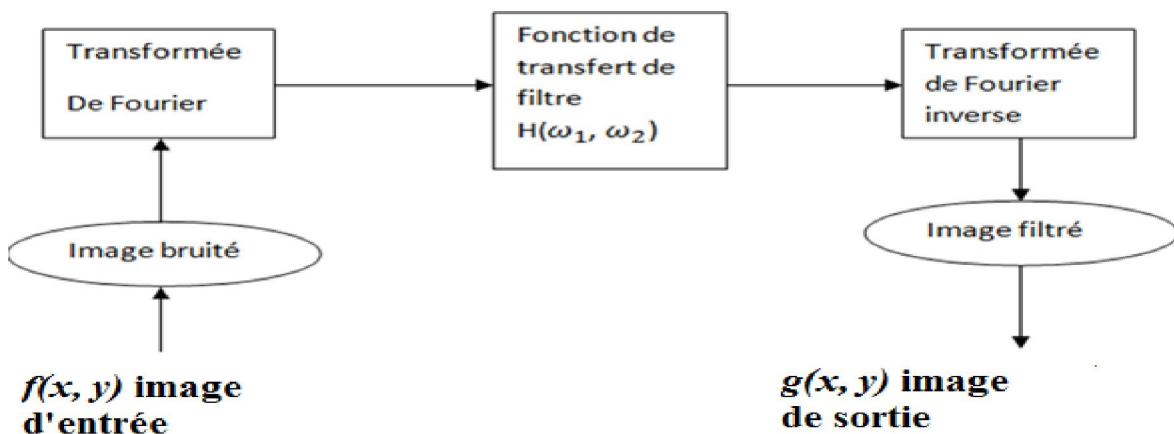 Transformée
De Fourier
Fonction de
transfert de
filtre
H(ω₁, ω₂)
Transformée
de Fourier
inverse
Image bruité
Image filtré
f(x, y) image
d'entrée
g(x, y) image
de sortie